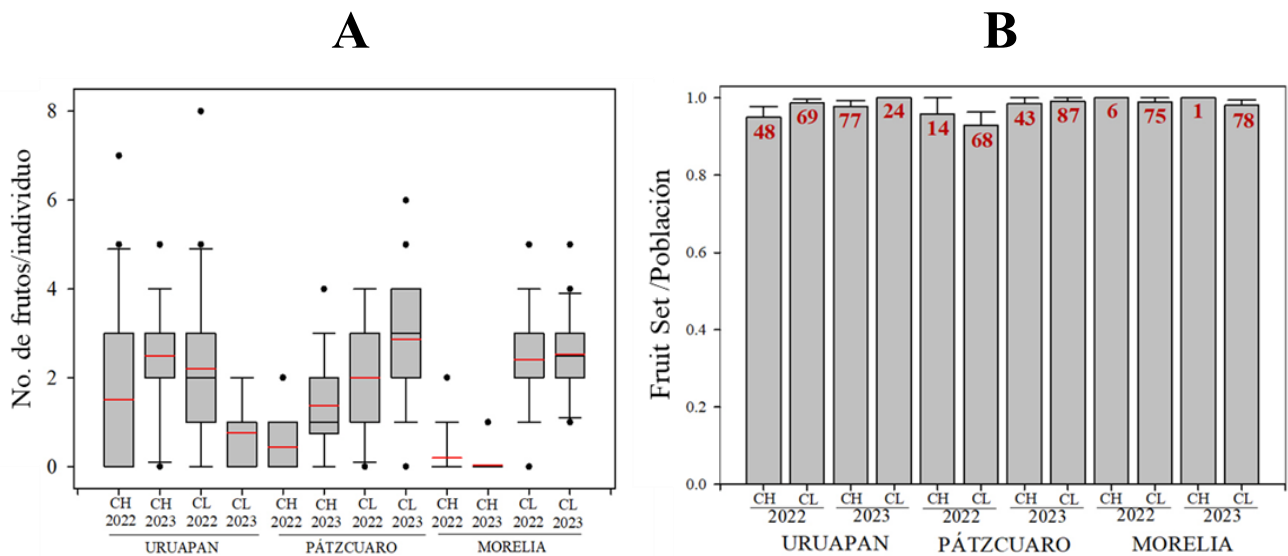 A
B
No. de frutos/individuo
8
6
4
2
0
CH CH CL CL CH CH CL CL CH CH CL CL
2022 2023 2022 2023 2022 2023 2022 2023 2022 2023 2022 2023
URUAPAN PÁTZCUARO MORELIA
Fruit Set /Población
1.0
0.8
0.6
0.4
0.2
0.0
48 69 77 24 14 68 43 87 6 75 1 78
CH CL CH CL CH CL CH CL CH CL CH CL
2022 2023 2022 2023 2022 2023
URUAPAN PÁTZCUARO MORELIA